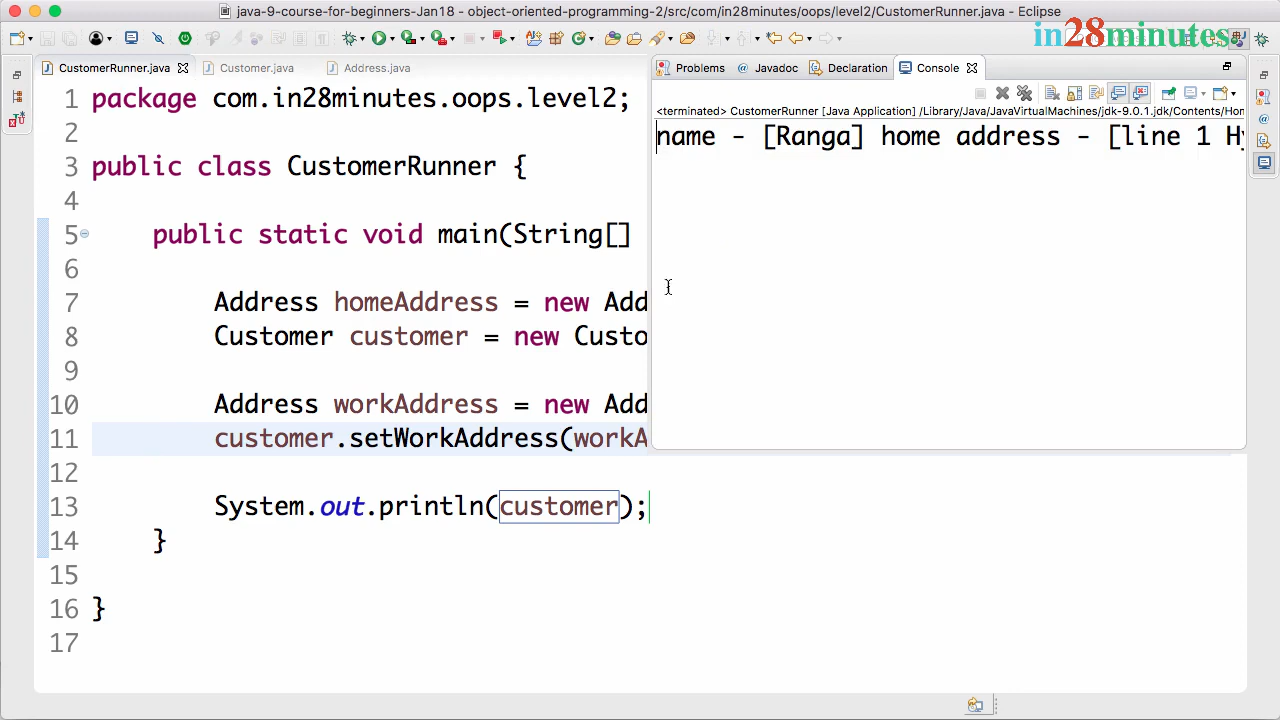 java-9-course-for-beginners-Jan18 - object-oriented-programming-2/src/com/in28minutes/oops/level2/CustomerRunner.java - Eclipse
in28minutes
CustomerRunner.java
Customer.java
Address.java
Problems
@ Javadoc
Declaration
Console
<terminated> CustomerRunner [Java Application] /Library/Java/JavaVirtualMachines/jdk-9.0.1.jdk/Contents/Hom
name - [Ranga] home address - [line 1 Hy
1 package com.in28minutes.oops.level2;
2
3 public class CustomerRunner {
4
5 public static void main(String[]
6
7 Address homeAddress = new Add
8 Customer customer = new Custo
9
10 Address workAddress = new Add
11 customer.setWorkAddress(workA
12
13 System.out.println(customer);
14 }
15
16 }
17